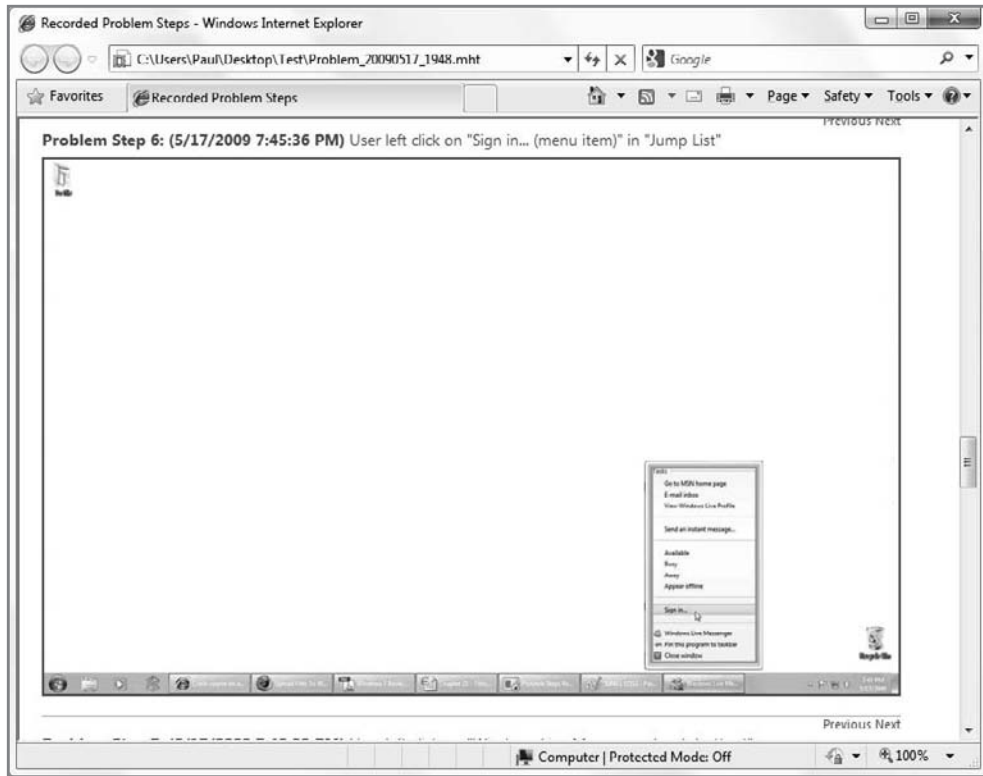 Recorded Problem Steps - Windows Internet Explorer
C:\Users\Paul\Desktop\Test\Problem_20090517_1948.mht
Google
Favorites
Recorded Problem Steps
Page
Safety
Tools
Previous Next
Problem Step 6: (5/17/2009 7:45:36 PM) User left click on "Sign in... (menu item)" in "Jump List"
Tasks
Go to MSN home page
E-mail inbox
View Windows Live Profile
Send an instant message...
Available
Busy
Away
Appear offline
Sign in...
Windows Live Messenger
Pin this program to taskbar
Close window
Recycle Bin
Previous Next
Computer | Protected Mode: Off
100%